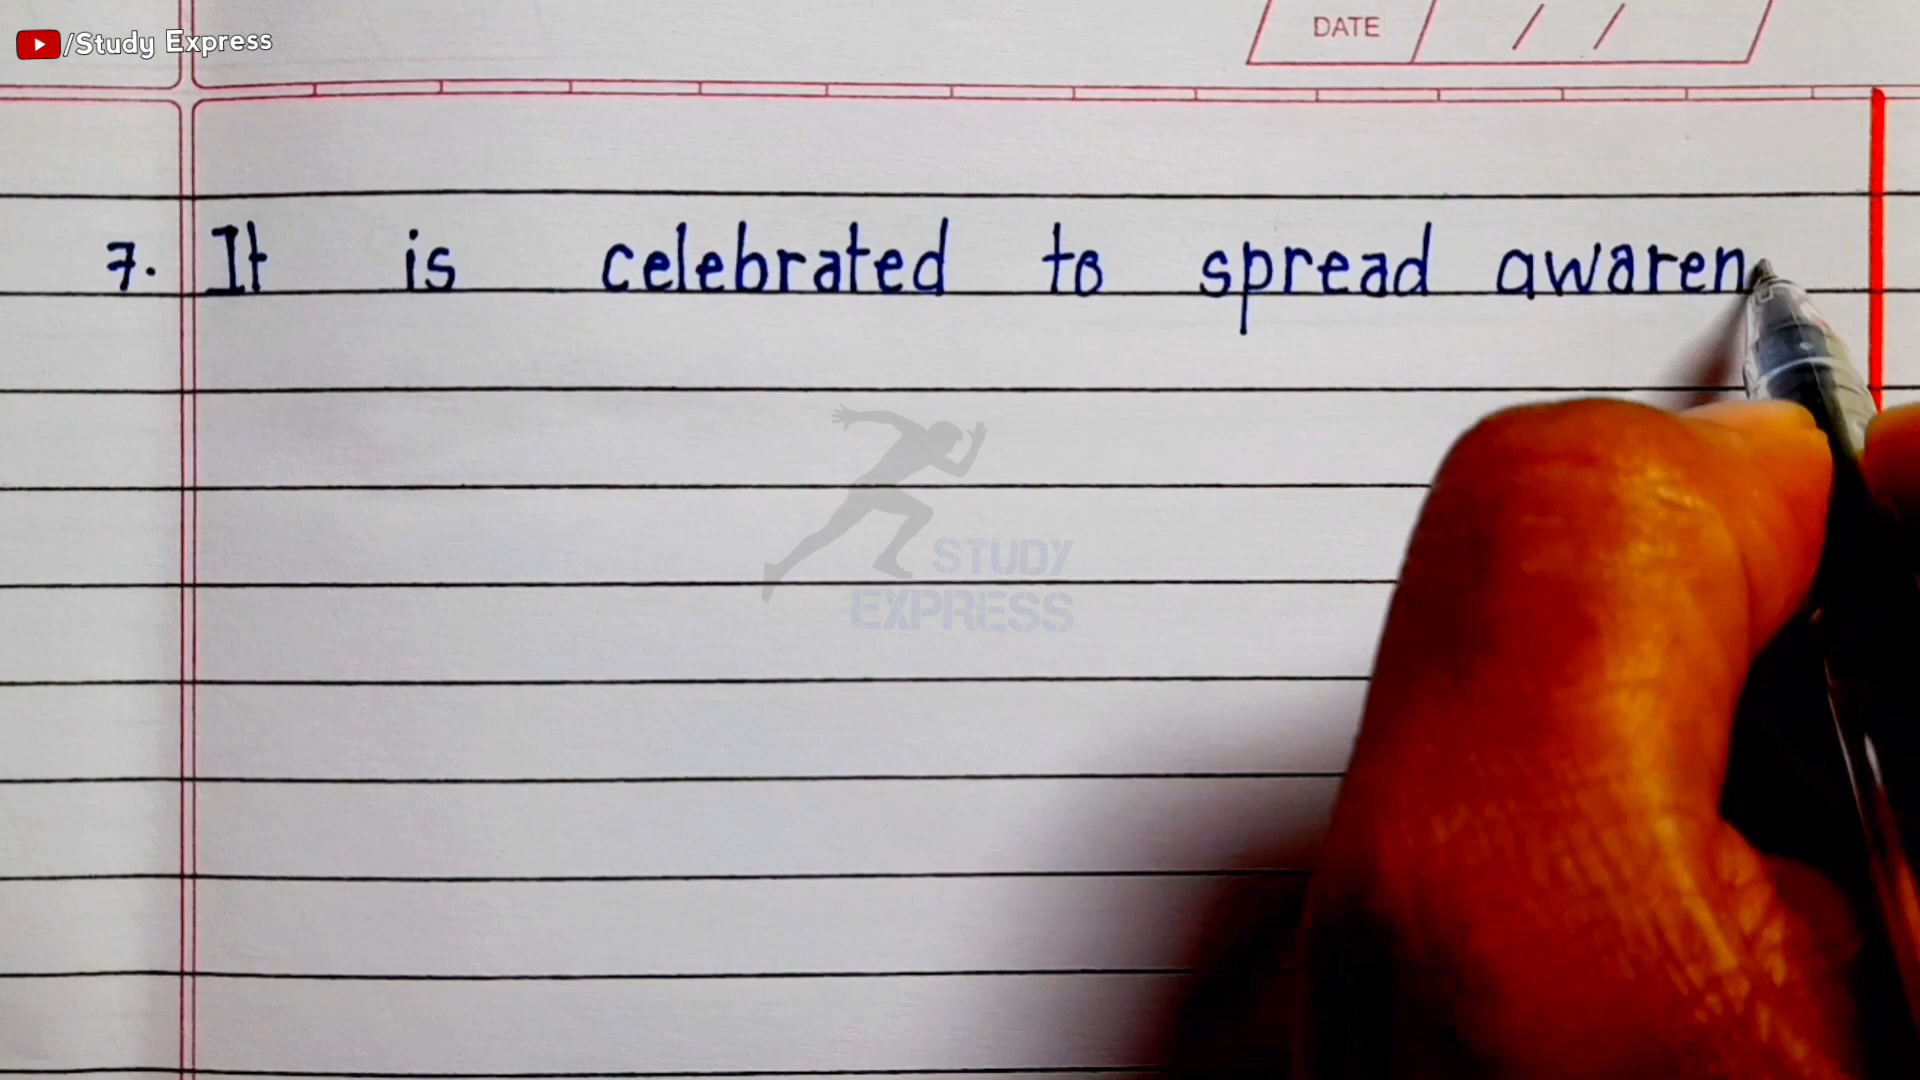 /Study Express
DATE / /
7. It is celebrated to spread awaren
STUDY
EXPRESS